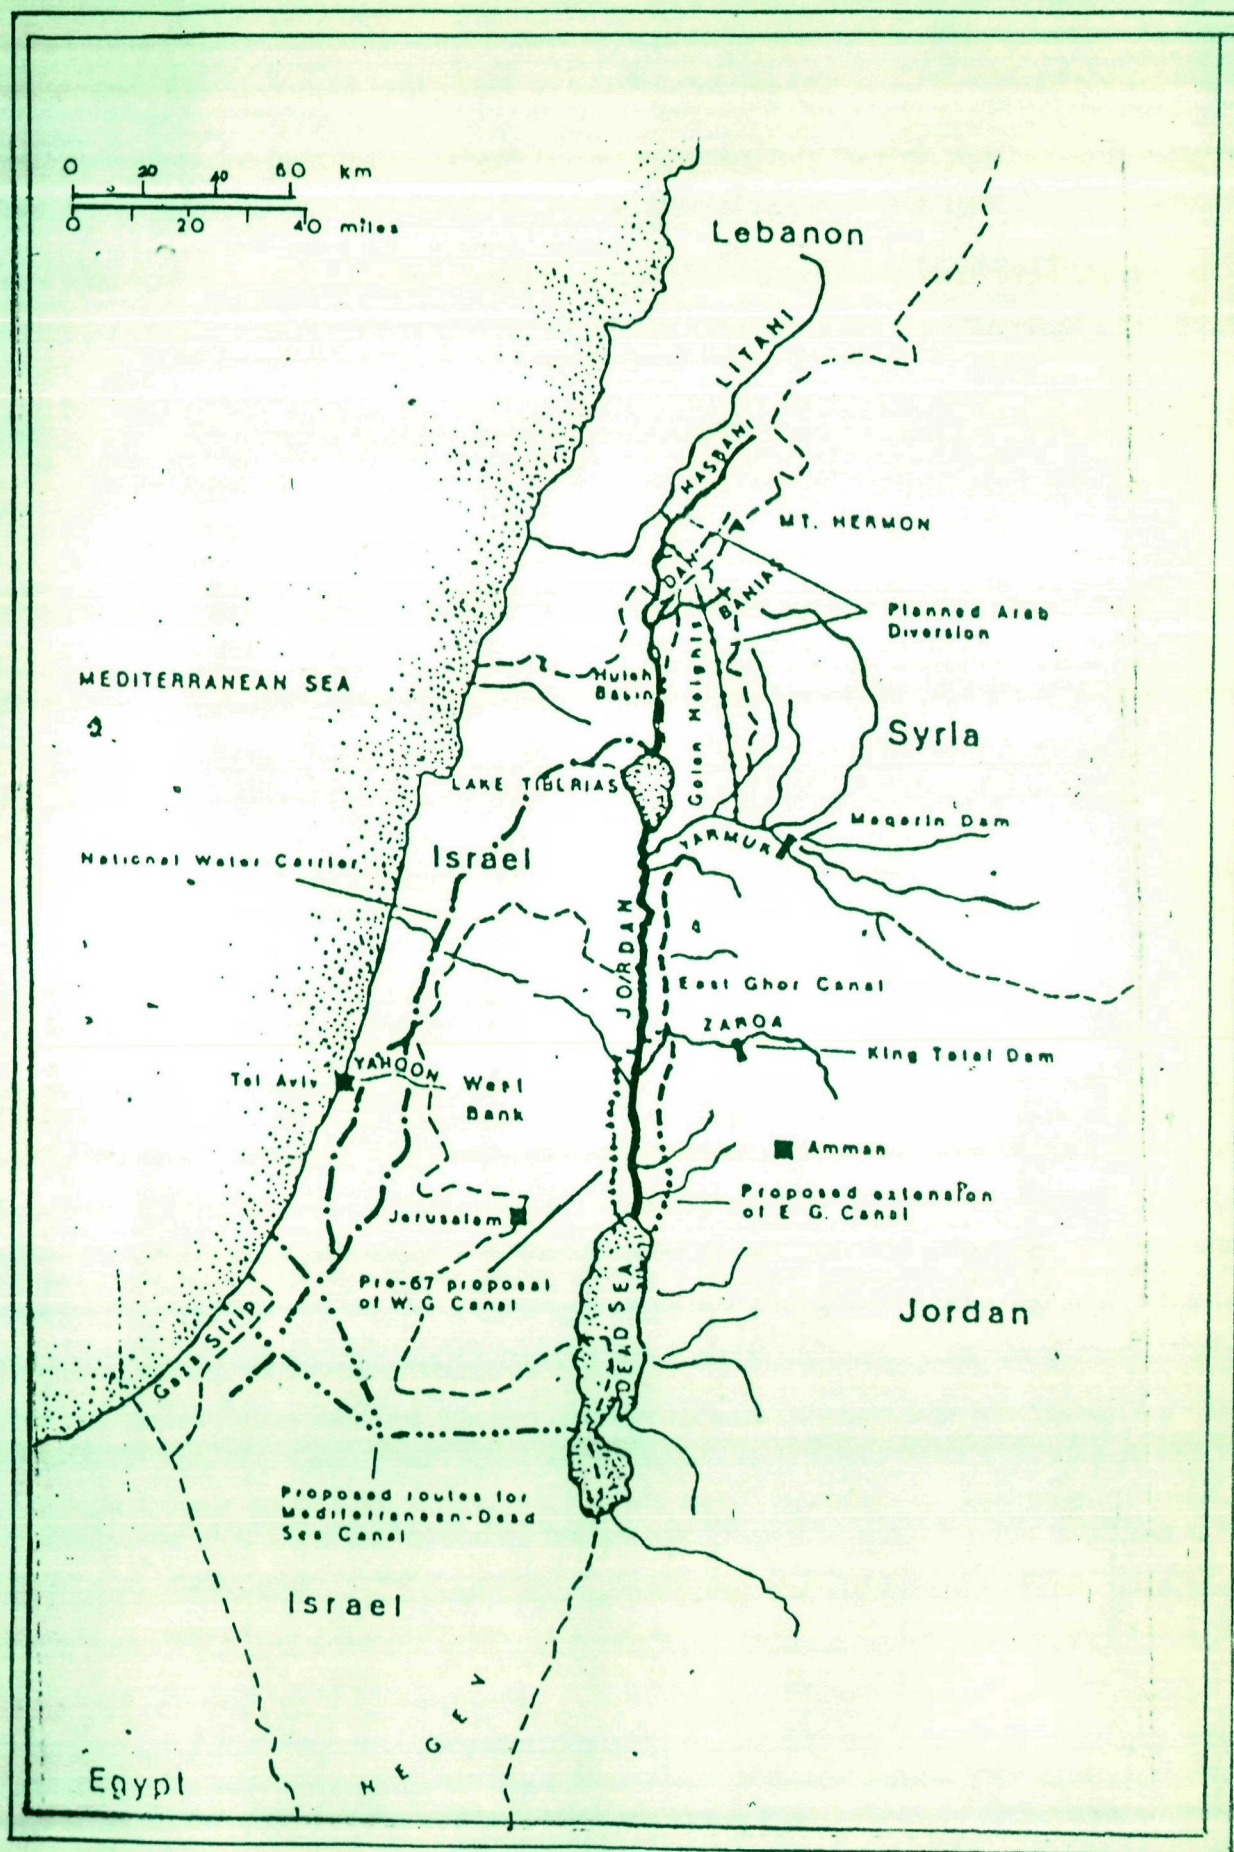 0 20 40 60 km
0 20 40 miles
Lebanon
LITANI
HASBANI
MT. HERMON
DAN
BANIA
Planned Arab
Diversion
MEDITERRANEAN SEA
Huleh
Basin
Golan Heights
Syria
LAKE TIBERIAS
Maqarin Dam
YARMUK
National Water Carrier
Israel
JORDAN
East Ghor Canal
ZARQA
King Talal Dam
YARQON
Tel Aviv
West
Bank
Amman
Proposed extension
of E G. Canal
Jerusalem
Pre-67 proposal
of W. G Canal
DEAD SEA
Jordan
Gaza Strip
Proposed routes for
Mediterranean-Dead
Sea Canal
Israel
NEGEV
Egypt